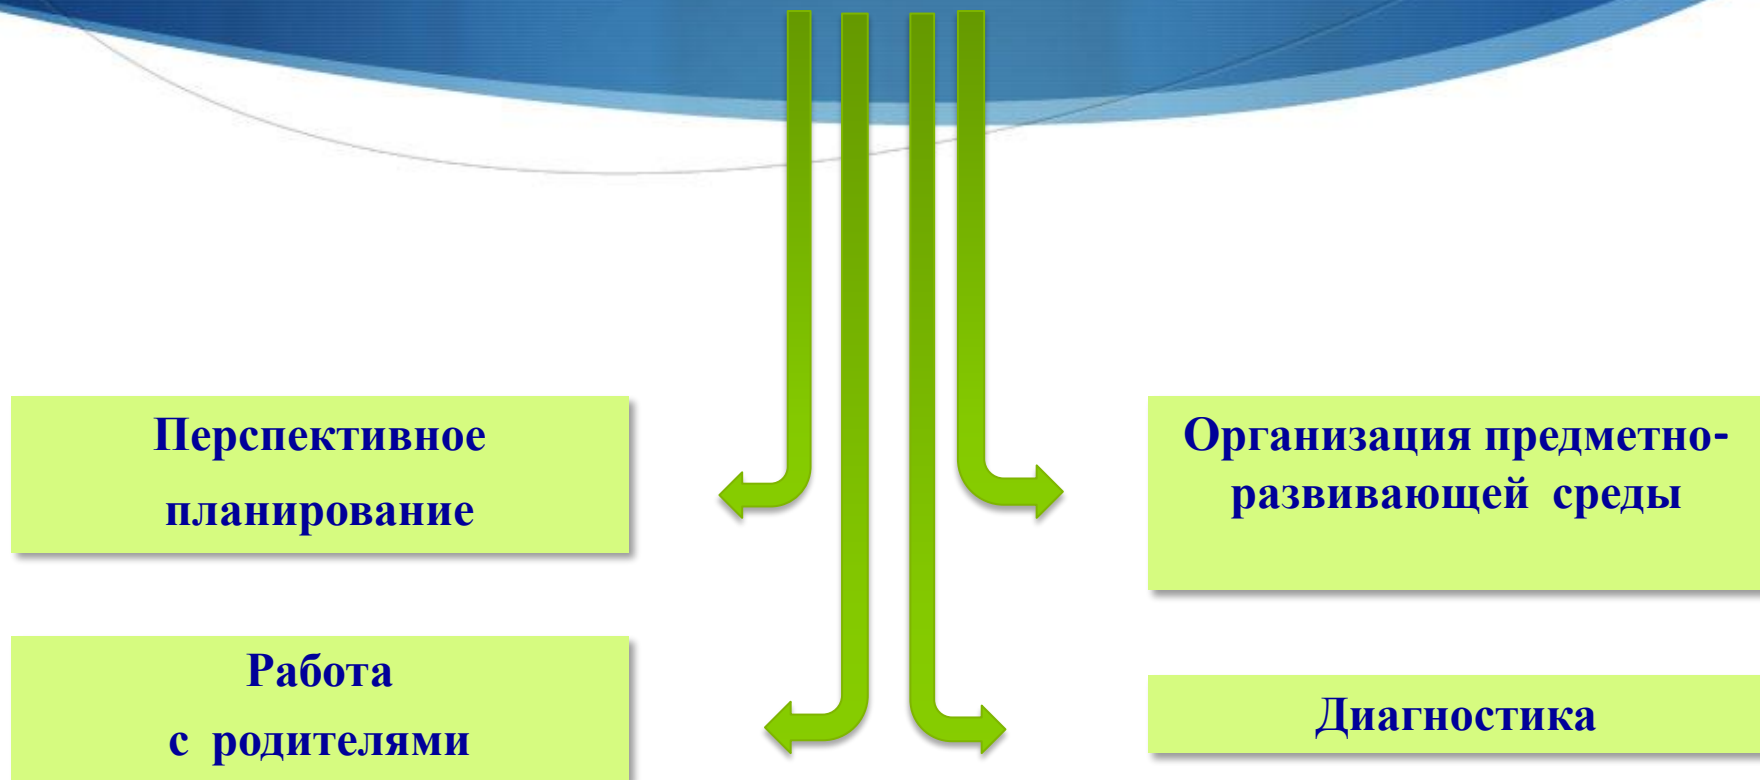 Перспективное
планирование
Организация предметно-
развивающей среды
Работа
с родителями
Диагностика